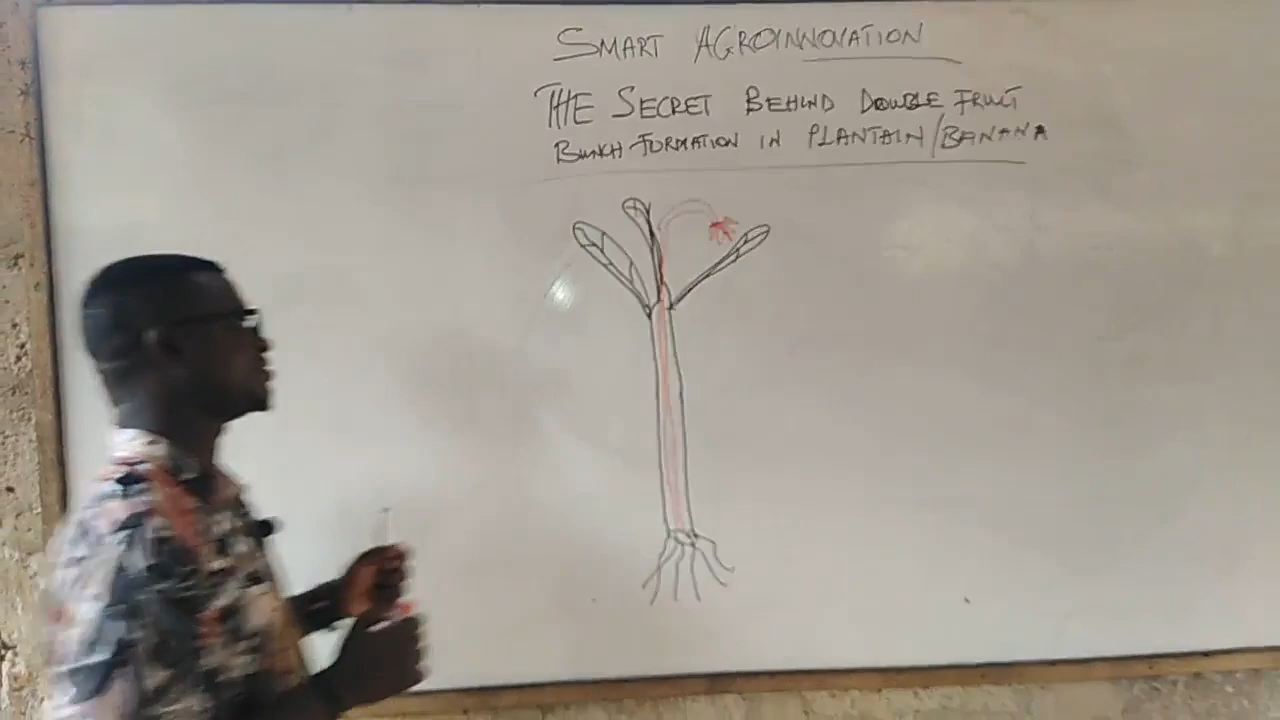 SMART AGROINNOVATION
THE SECRET BEHIND DOUBLE FRUIT
BUNCH FORMATION IN PLANTAIN/BANANA